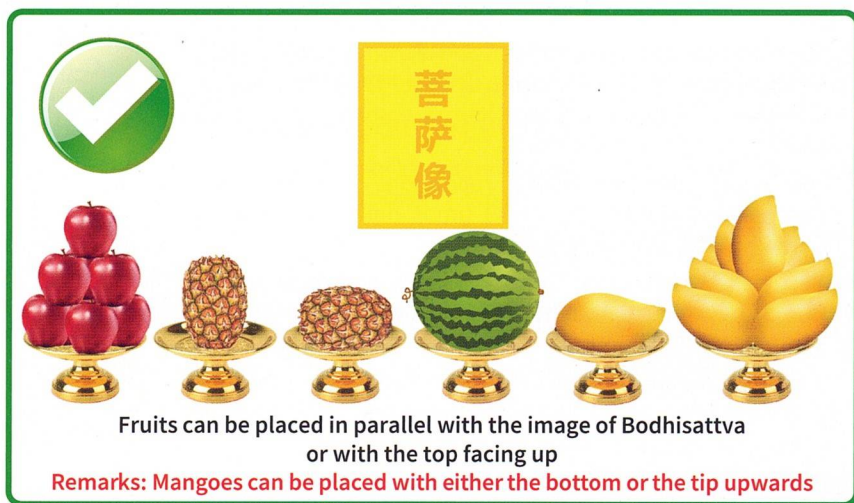 菩
萨
像
Fruits can be placed in parallel with the image of Bodhisattva
or with the top facing up
Remarks: Mangoes can be placed with either the bottom or the tip upwards